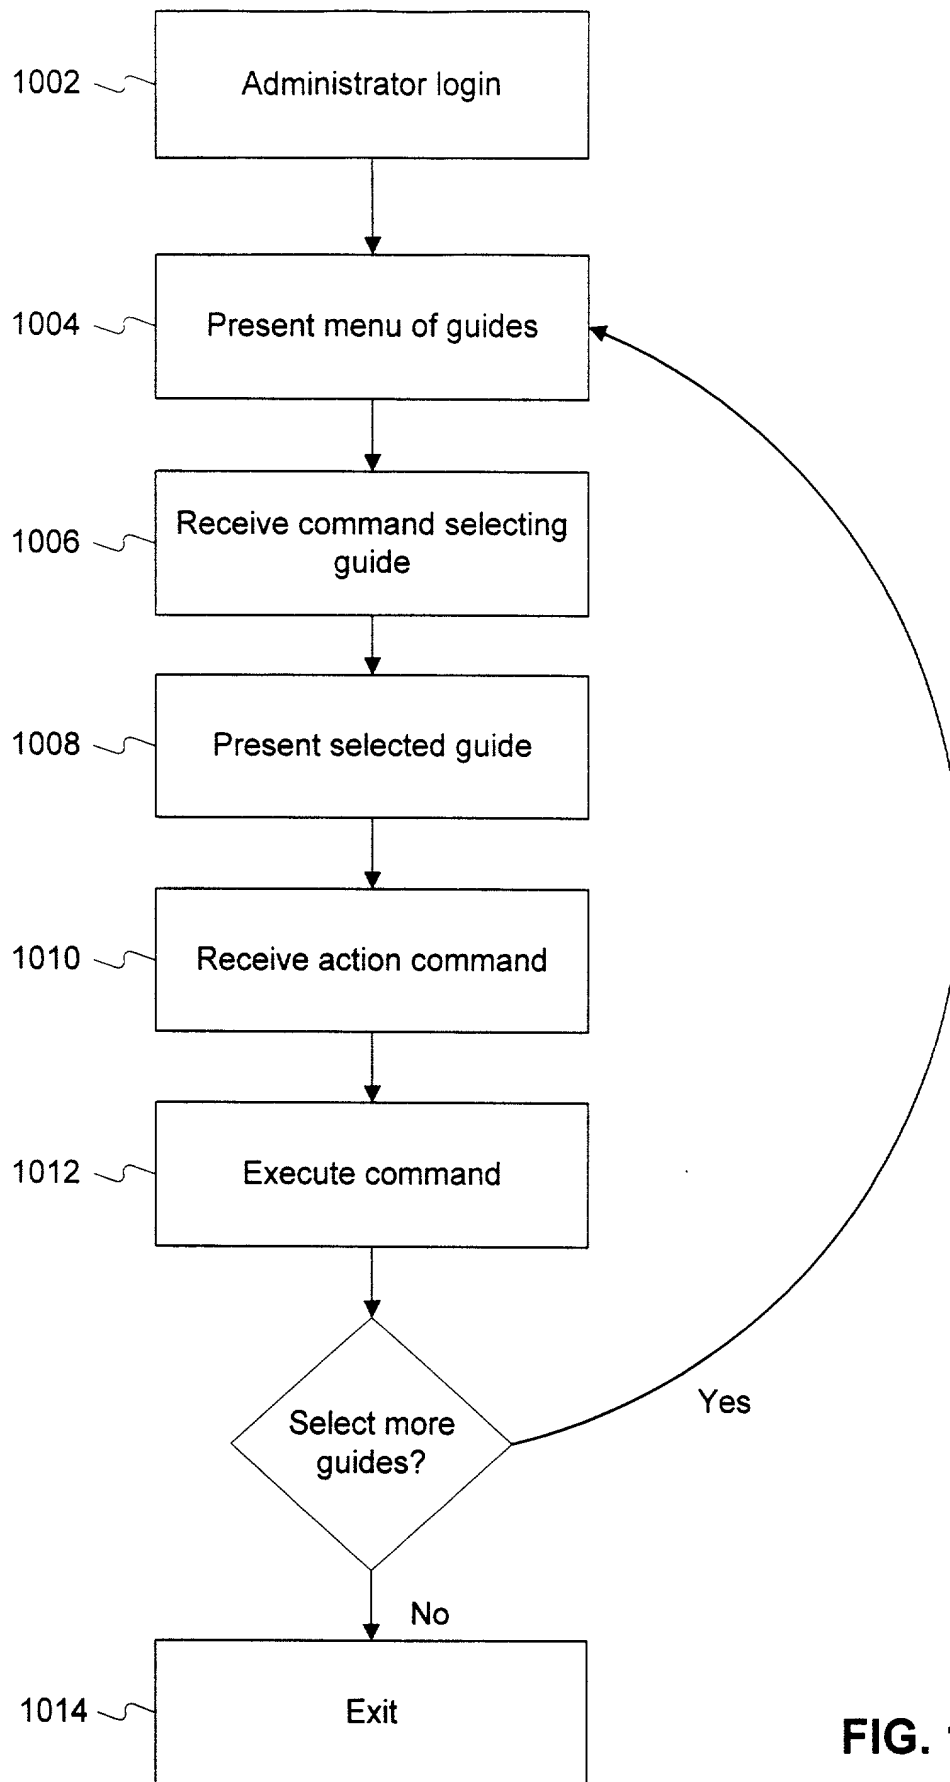 1002
Administrator login
1004
Present menu of guides
1006
Receive command selecting
guide
1008
Present selected guide
1010
Receive action command
1012
Execute command
Select more
guides?
Yes
No
1014
Exit
FIG.